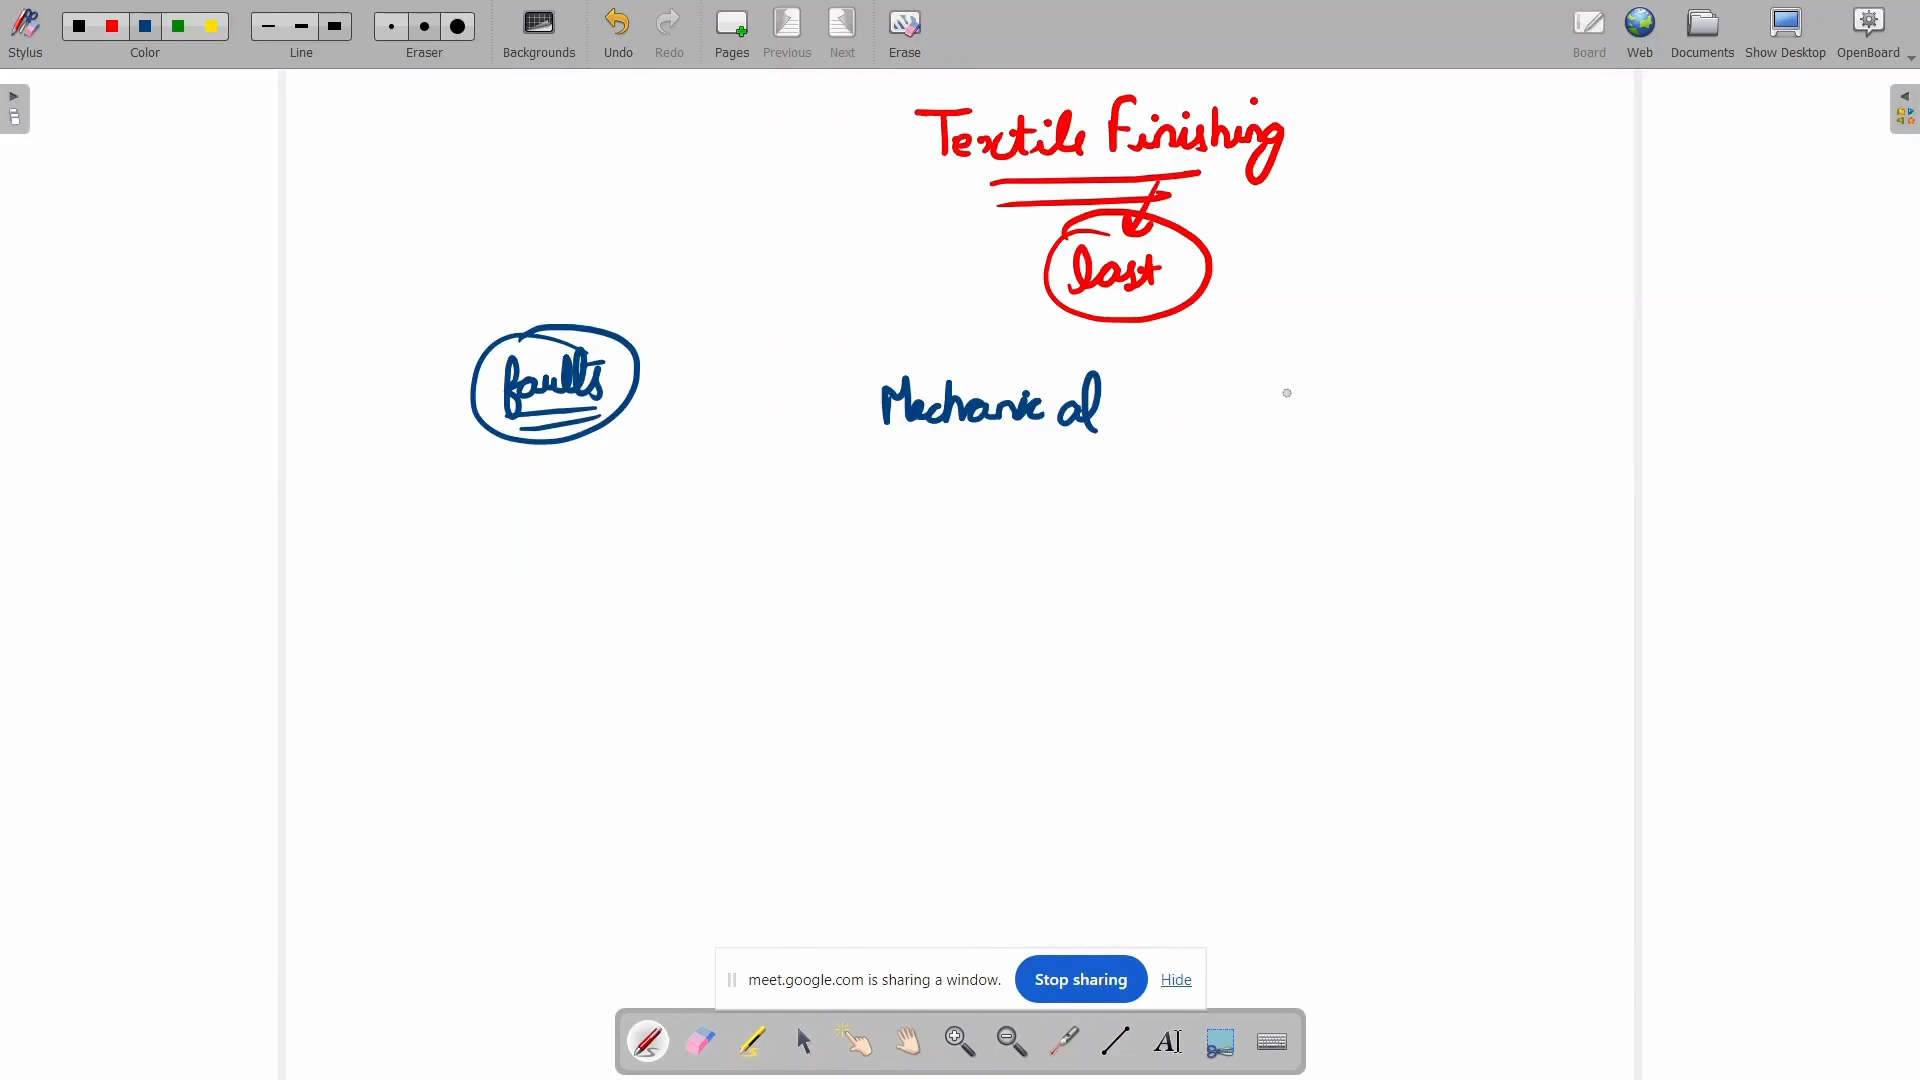 Stylus
Color
Line
Eraser
Backgrounds
Undo
Redo
Pages
Previous
Next
Erase
Board
Web
Documents
Show Desktop
OpenBoard
Textile Finishing
last
faults
Mechanical
meet.google.com is sharing a window.
Stop sharing
Hide